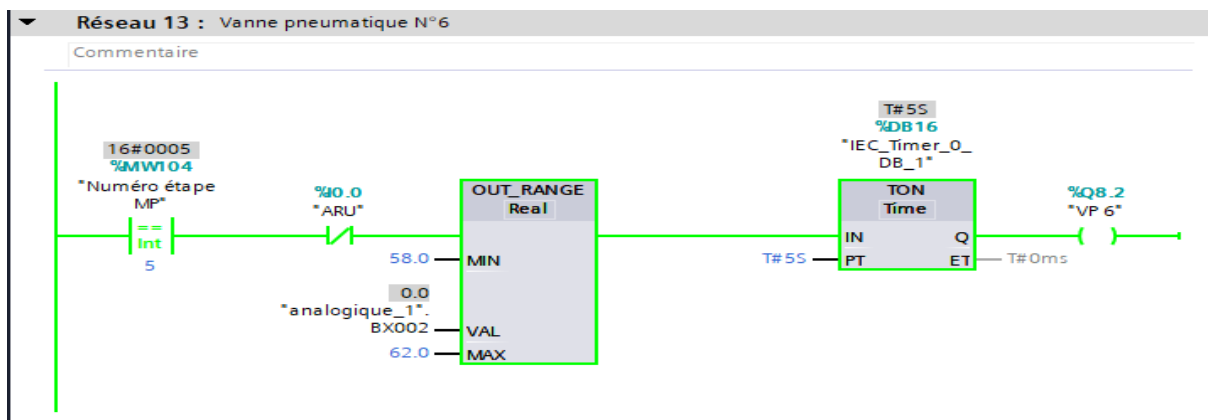 Réseau 13 : Vanne pneumatique N°6
Commentaire
T#5S
%DB16
"IEC_Timer_0_
DB_1"
16#0005
%MW104
"Numéro étape
MP"
==
Int
5
%I0.0
"ARU"
OUT_RANGE
Real
58.0
MIN
0.0
"analogique_1".
BX002
VAL
62.0
MAX
TON
Time
IN
Q
T#5S
PT
ET
T#0ms
%Q8.2
"VP 6"